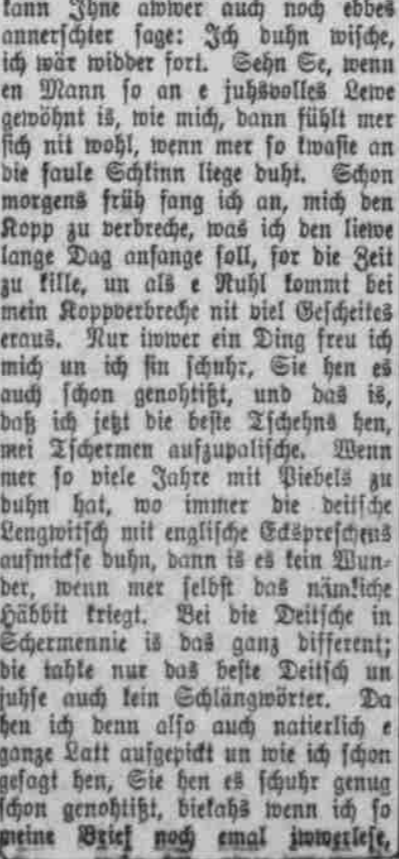 kann Ihne awwer auch noch ebbes
annerschter sage: Ich duhn wische,
ich wär widder fort. Sehn Se, wenn
en Mann so an e juhsvolles Lewe
gewöhnt is, wie mich, dann fühlt mer
sich nit wohl, wenn mer so kwasie an
die faule Schkinn liege duht. Schon
morgens früh fang ich an, mich den
Kopp zu verbreche, was ich den liewe
lange Dag anfange soll, for die Zeit
zu kille, un als e Ruhl kommt bei
mein Koppverbreche nit viel Gescheites
eraus. Nur iwwer ein Ding freu ich
mich un ich sin schuhr, Sie hen es
auch schon genohtißt, und das is,
daß ich jetzt die beste Tschehns hen,
mei Tschermen aufzupalische. Wenn
mer so viele Jahre mit Piebels zu
duhn hat, wo immer die deitsche
Lengwitsch mit englische Eckspreschens
aufmickse duhn, dann is es kein Wun-
der, wenn mer selbst das nämliche
Häbbit kriegt. Bei die Deitsche in
Schermennie is das ganz different;
die tahke nur das beste Deitsch un
juhse auch kein Schlängwörter. Da
hen ich denn also auch natierlich e
ganze Latt aufgepickt un wie ich schon
gesagt hen, Sie hen es schuhr genug
schon genohtißt, biekahs wenn ich so
meine Brief noch emal iwwerlese,